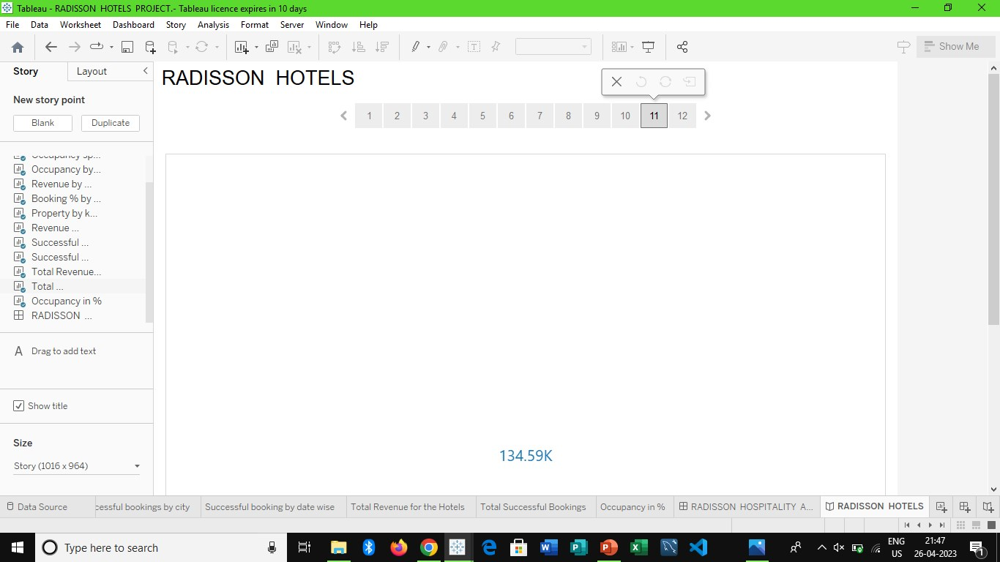 Tableau - RADISSON HOTELS PROJECT.- Tableau licence expires in 10 days
File Data Worksheet Dashboard Story Analysis Format Server Window Help
Show Me
Story Layout
RADISSON HOTELS
New story point
Blank Duplicate
1 2 3 4 5 6 7 8 9 10 11 12
Occupancy sp...
Occupancy by...
Revenue by ...
Booking % by ...
Property by k...
Revenue ...
Successful ...
Successful ...
Total Revenue...
Total ...
Occupancy in %
RADISSON ...
A Drag to add text
Show title
Size
Story (1016 x 964)
134.59K
Data Source cessful bookings by city Successful booking by date wise Total Revenue for the Hotels Total Successful Bookings Occupancy in % RADISSON HOSPITALITY A... RADISSON HOTELS
Type here to search
ENG
US
21:47
26-04-2023
1